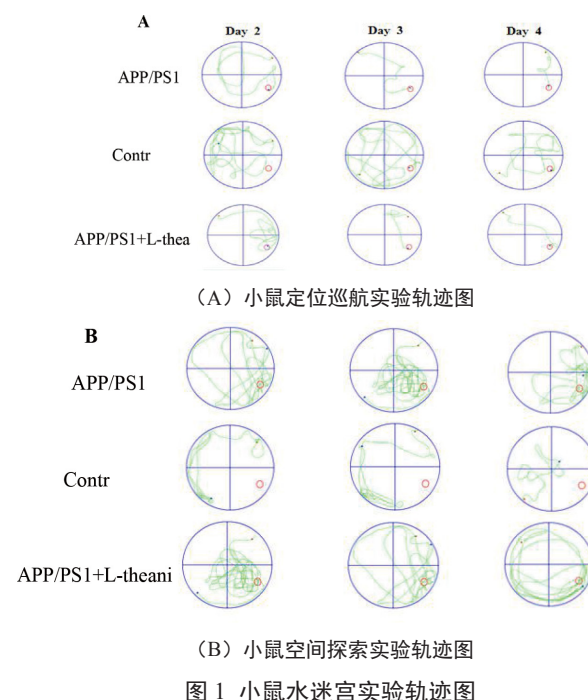 A
Day 2 Day 3 Day 4
APP/PS1
Contr
APP/PS1+L-thea
（A）小鼠定位巡航实验轨迹图
B
APP/PS1
Contr
APP/PS1+L-theani
（B）小鼠空间探索实验轨迹图
图 1 小鼠水迷宫实验轨迹图